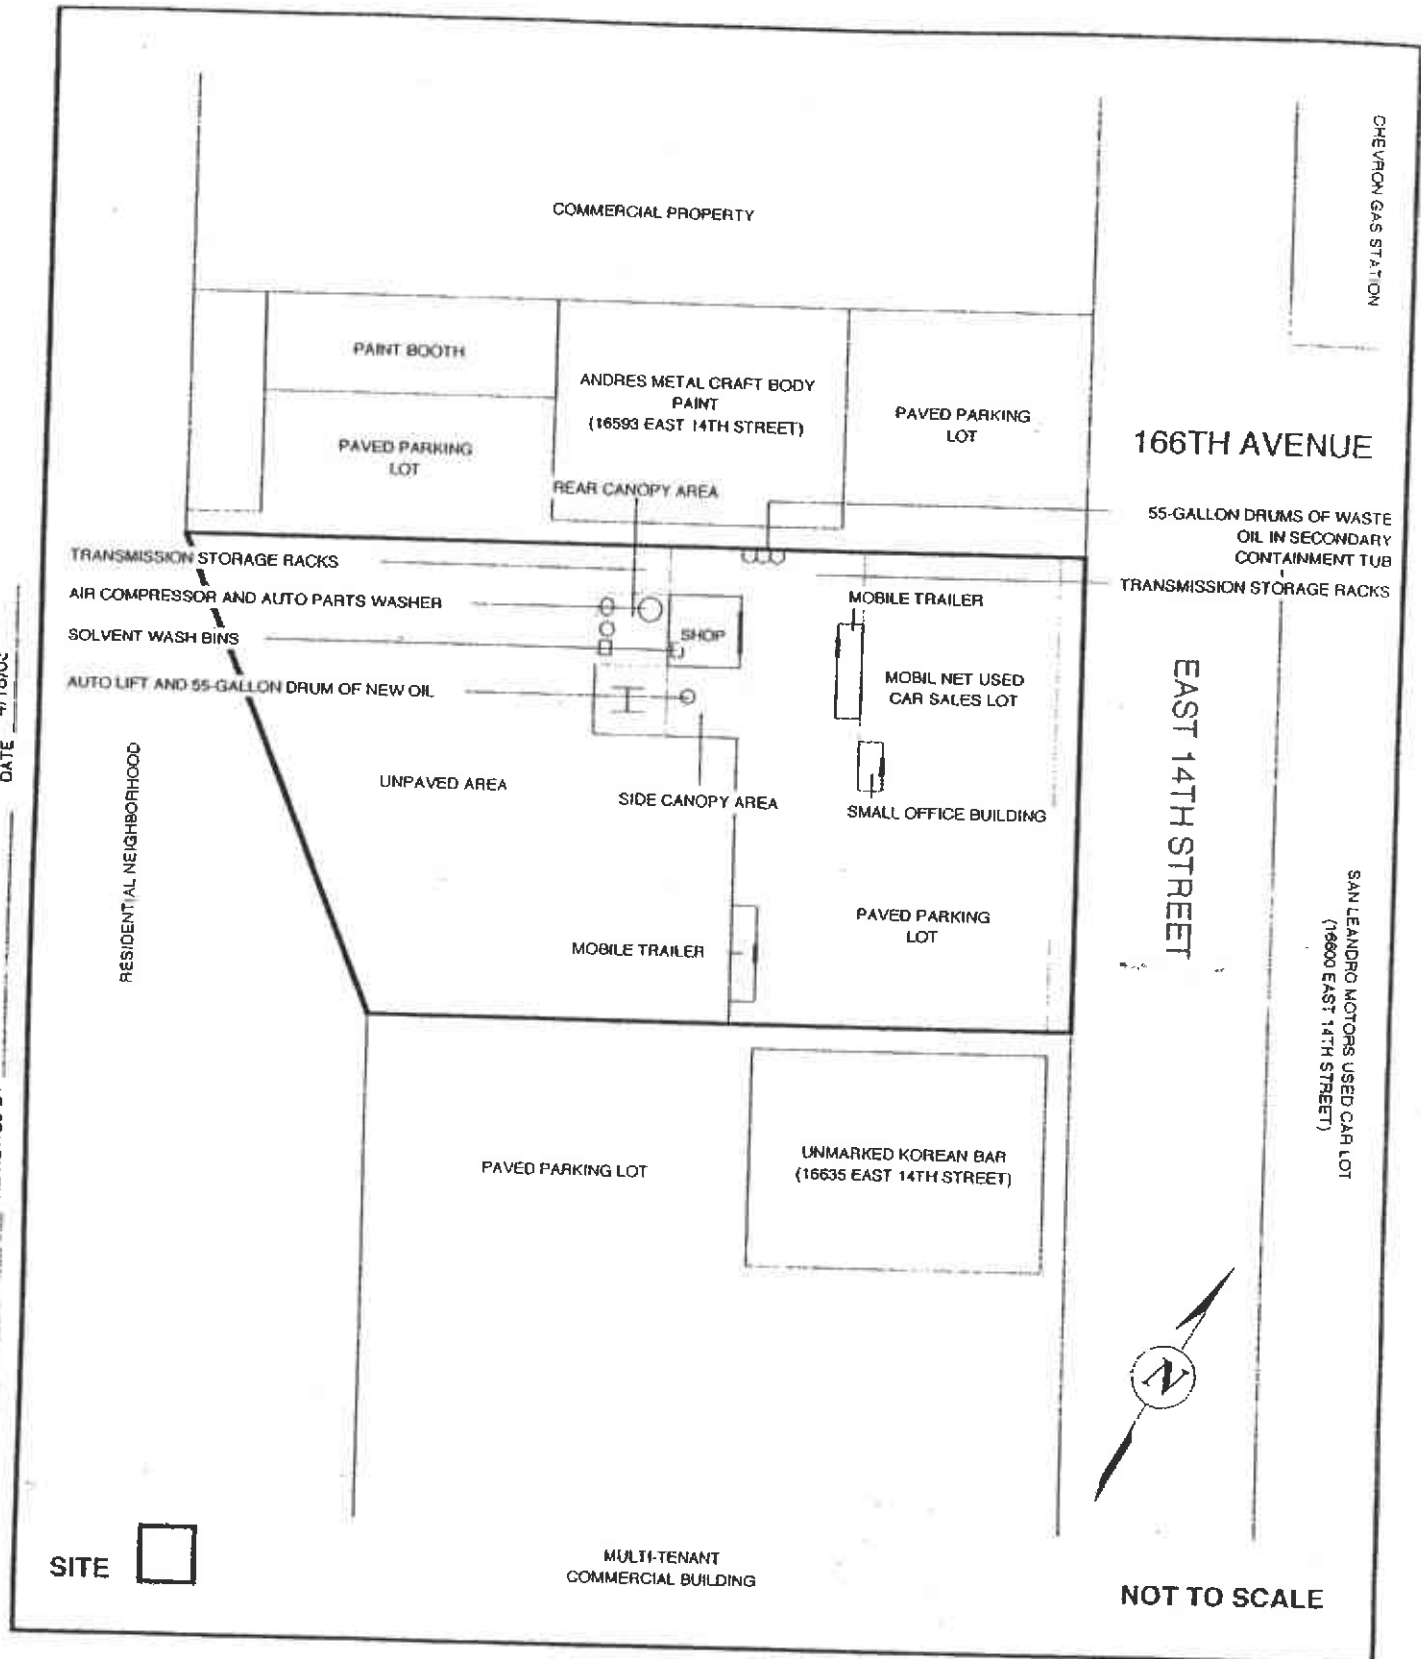 CHEVRON GAS STATION
COMMERCIAL PROPERTY
PAINT BOOTH
ANDRES METAL CRAFT BODY
PAINT
(16593 EAST 14TH STREET)
PAVED PARKING
LOT
166TH AVENUE
PAVED PARKING
LOT
REAR CANOPY AREA
55-GALLON DRUMS OF WASTE
OIL IN SECONDARY
CONTAINMENT TUB
TRANSMISSION STORAGE RACKS
TRANSMISSION STORAGE RACKS
AIR COMPRESSOR AND AUTO PARTS WASHER
MOBILE TRAILER
SOLVENT WASH BINS
SHOP
AUTO LIFT AND 55-GALLON DRUM OF NEW OIL
MOBIL NET USED
CAR SALES LOT
EAST 14TH STREET
DATE
RESIDENTIAL NEIGHBORHOOD
UNPAVED AREA
SIDE CANOPY AREA
SMALL OFFICE BUILDING
PAVED PARKING
LOT
MOBILE TRAILER
SAN LEANDRO MOTORS USED CAR LOT
(16600 EAST 14TH STREET)
PAVED PARKING LOT
UNMARKED KOREAN BAR
(16635 EAST 14TH STREET)
N
SITE
MULTI-TENANT
COMMERCIAL BUILDING
NOT TO SCALE